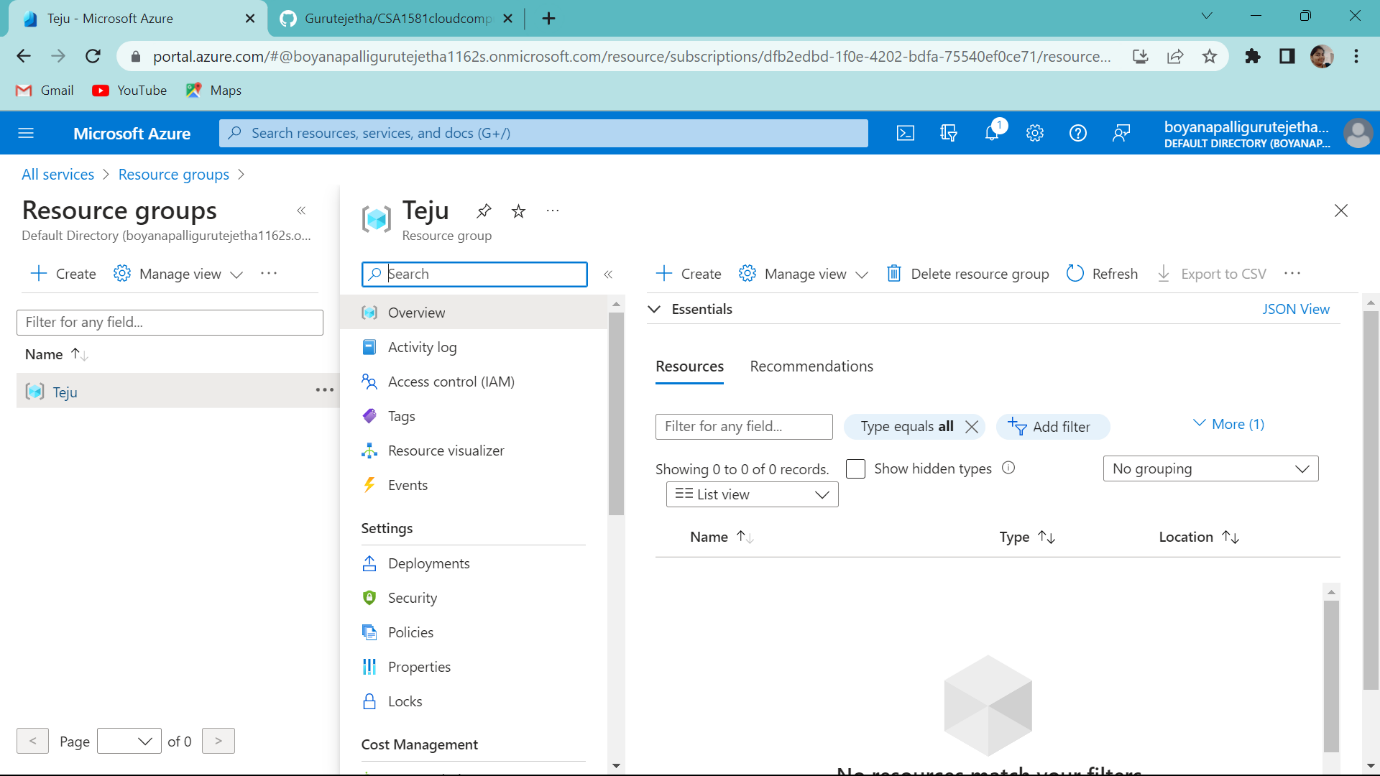 Teju - Microsoft Azure
Gurutejetha/CSA1581cloudcomp
portal.azure.com/#@boyanapalligurutejetha1162s.onmicrosoft.com/resource/subscriptions/dfb2edbd-1f0e-4202-bdfa-75540ef0ce71/resource...
Gmail
YouTube
Maps
Microsoft Azure
Search resources, services, and docs (G+/)
1
boyanapalligurutejetha...
DEFAULT DIRECTORY (BOYANAP...
All services > Resource groups >
Resource groups
Default Directory (boyanapalligurutejetha1162s.o...
Create
Manage view
Filter for any field...
Name
Teju
Page
of 0
Teju
Resource group
Search
Overview
Activity log
Access control (IAM)
Tags
Resource visualizer
Events
Settings
Deployments
Security
Policies
Properties
Locks
Cost Management
Create
Manage view
Delete resource group
Refresh
Export to CSV
Essentials
JSON View
Resources
Recommendations
Filter for any field...
Type equals all
Add filter
More (1)
Showing 0 to 0 of 0 records.
Show hidden types
No grouping
List view
Name
Type
Location
No resources match your filters